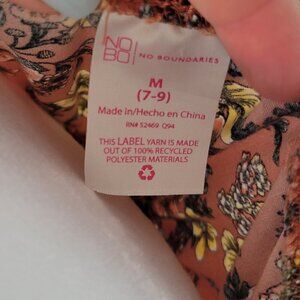 NO
BO
NO BOUNDARIES
M
(7-9)
Made in/Hecho en China
RN# 52469 Q94
THIS LABEL YARN IS MADE
OUT OF 100% RECYCLED
POLYESTER MATERIALS